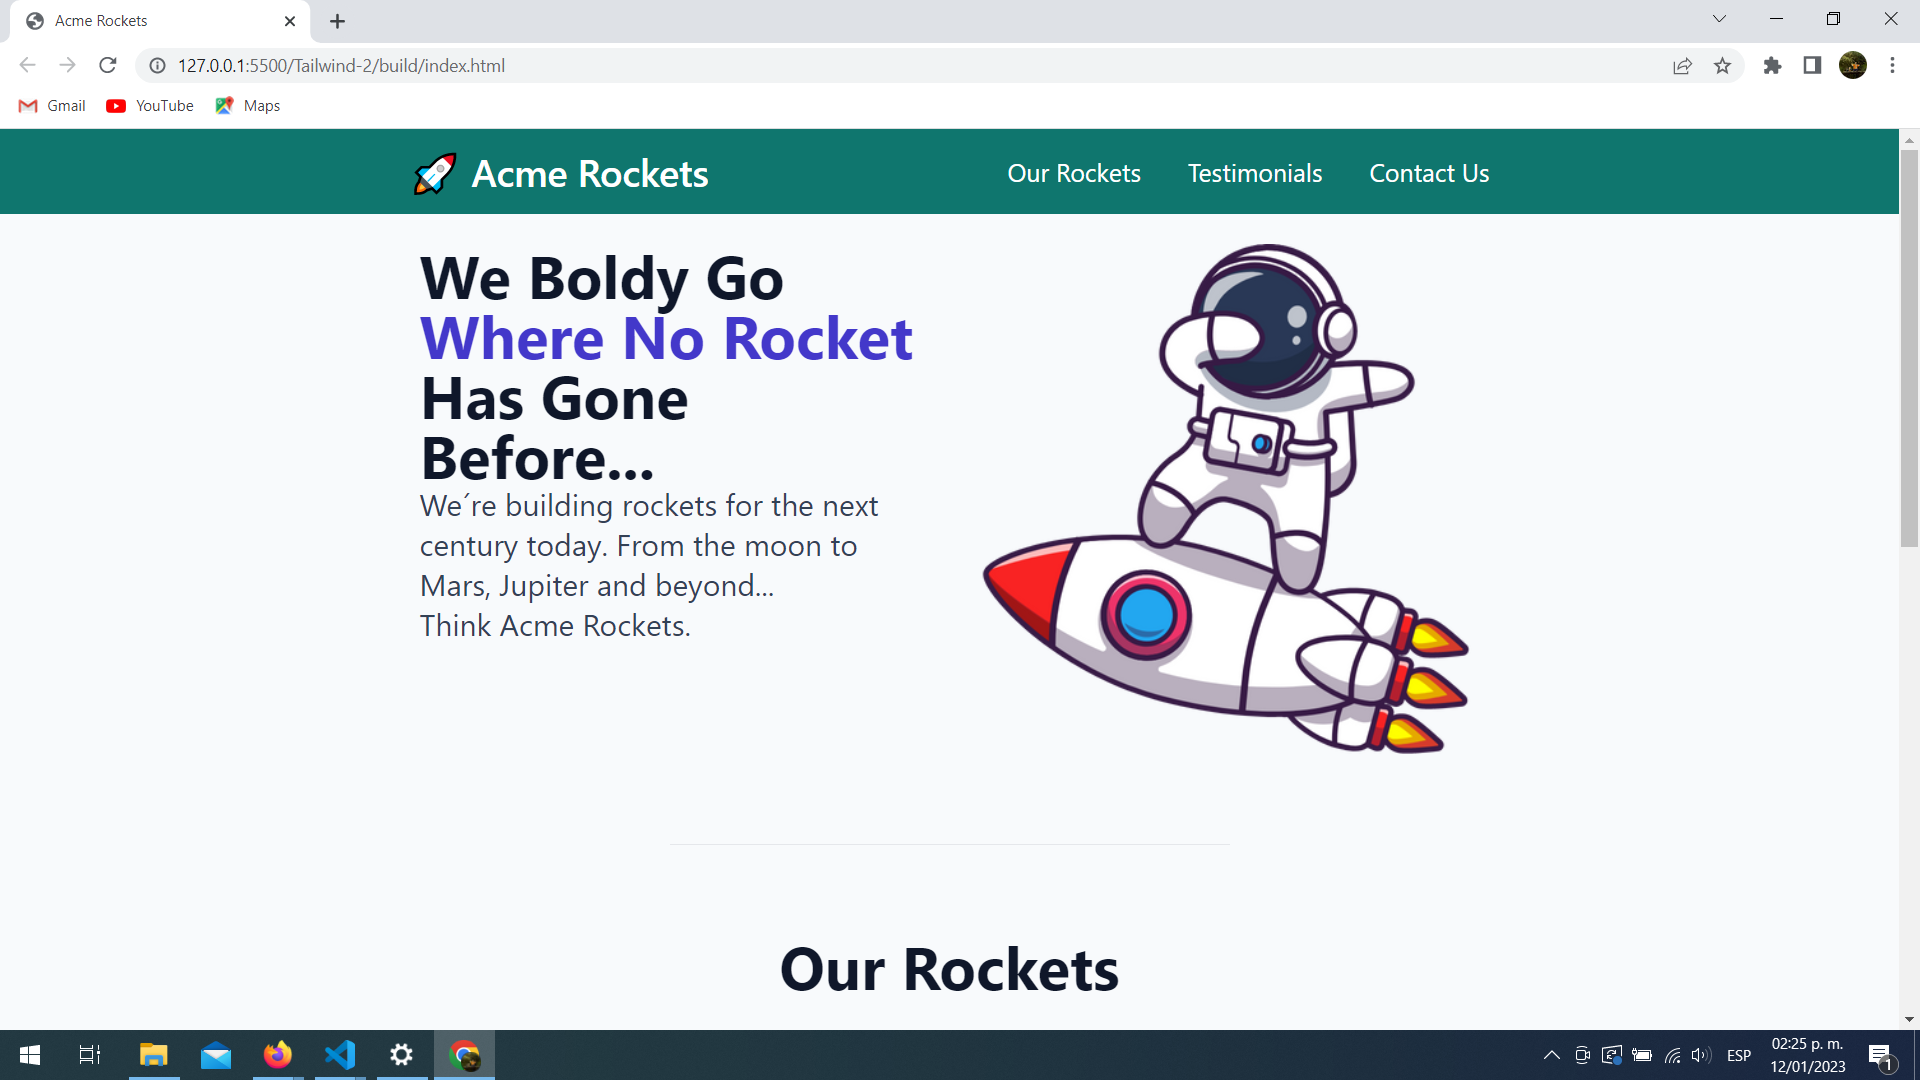 Acme Rockets
127.0.0.1:5500/Tailwind-2/build/index.html
Gmail YouTube Maps
🚀 Acme Rockets Our Rockets Testimonials Contact Us
We Boldy Go
Where No Rocket
Has Gone
Before...
We´re building rockets for the next
century today. From the moon to
Mars, Jupiter and beyond...
Think Acme Rockets.
Our Rockets
ESP
02:25 p. m.
12/01/2023
1